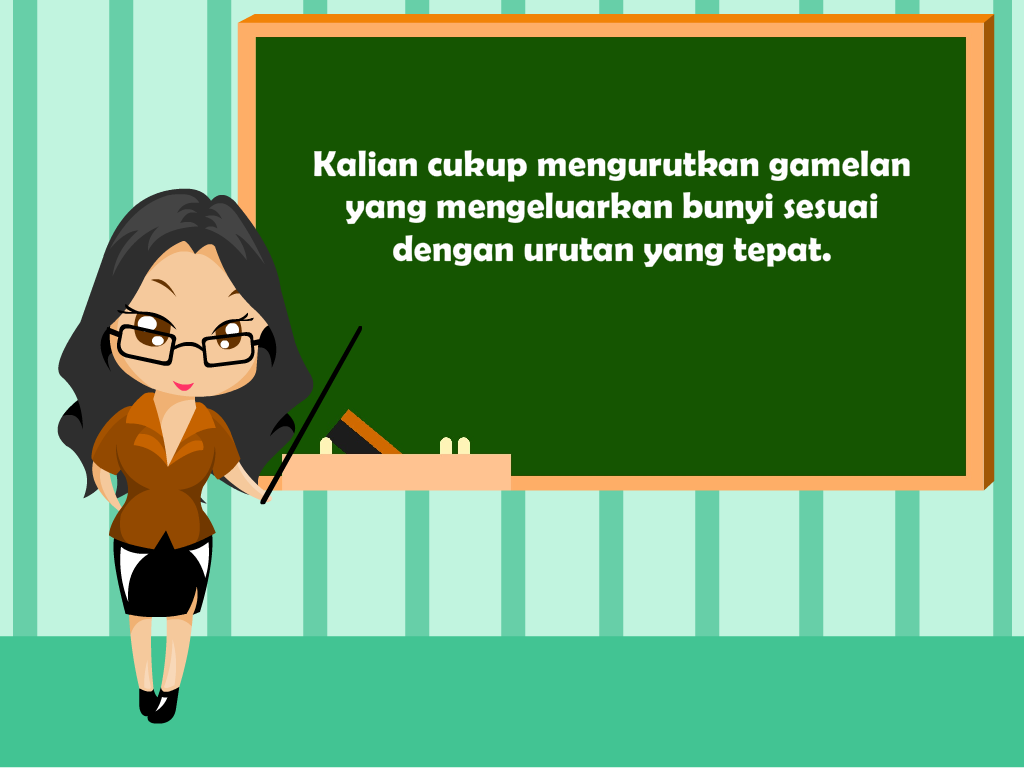 Kalian cukup mengurutkan gamelan
yang mengeluarkan bunyi sesuai
dengan urutan yang tepat.